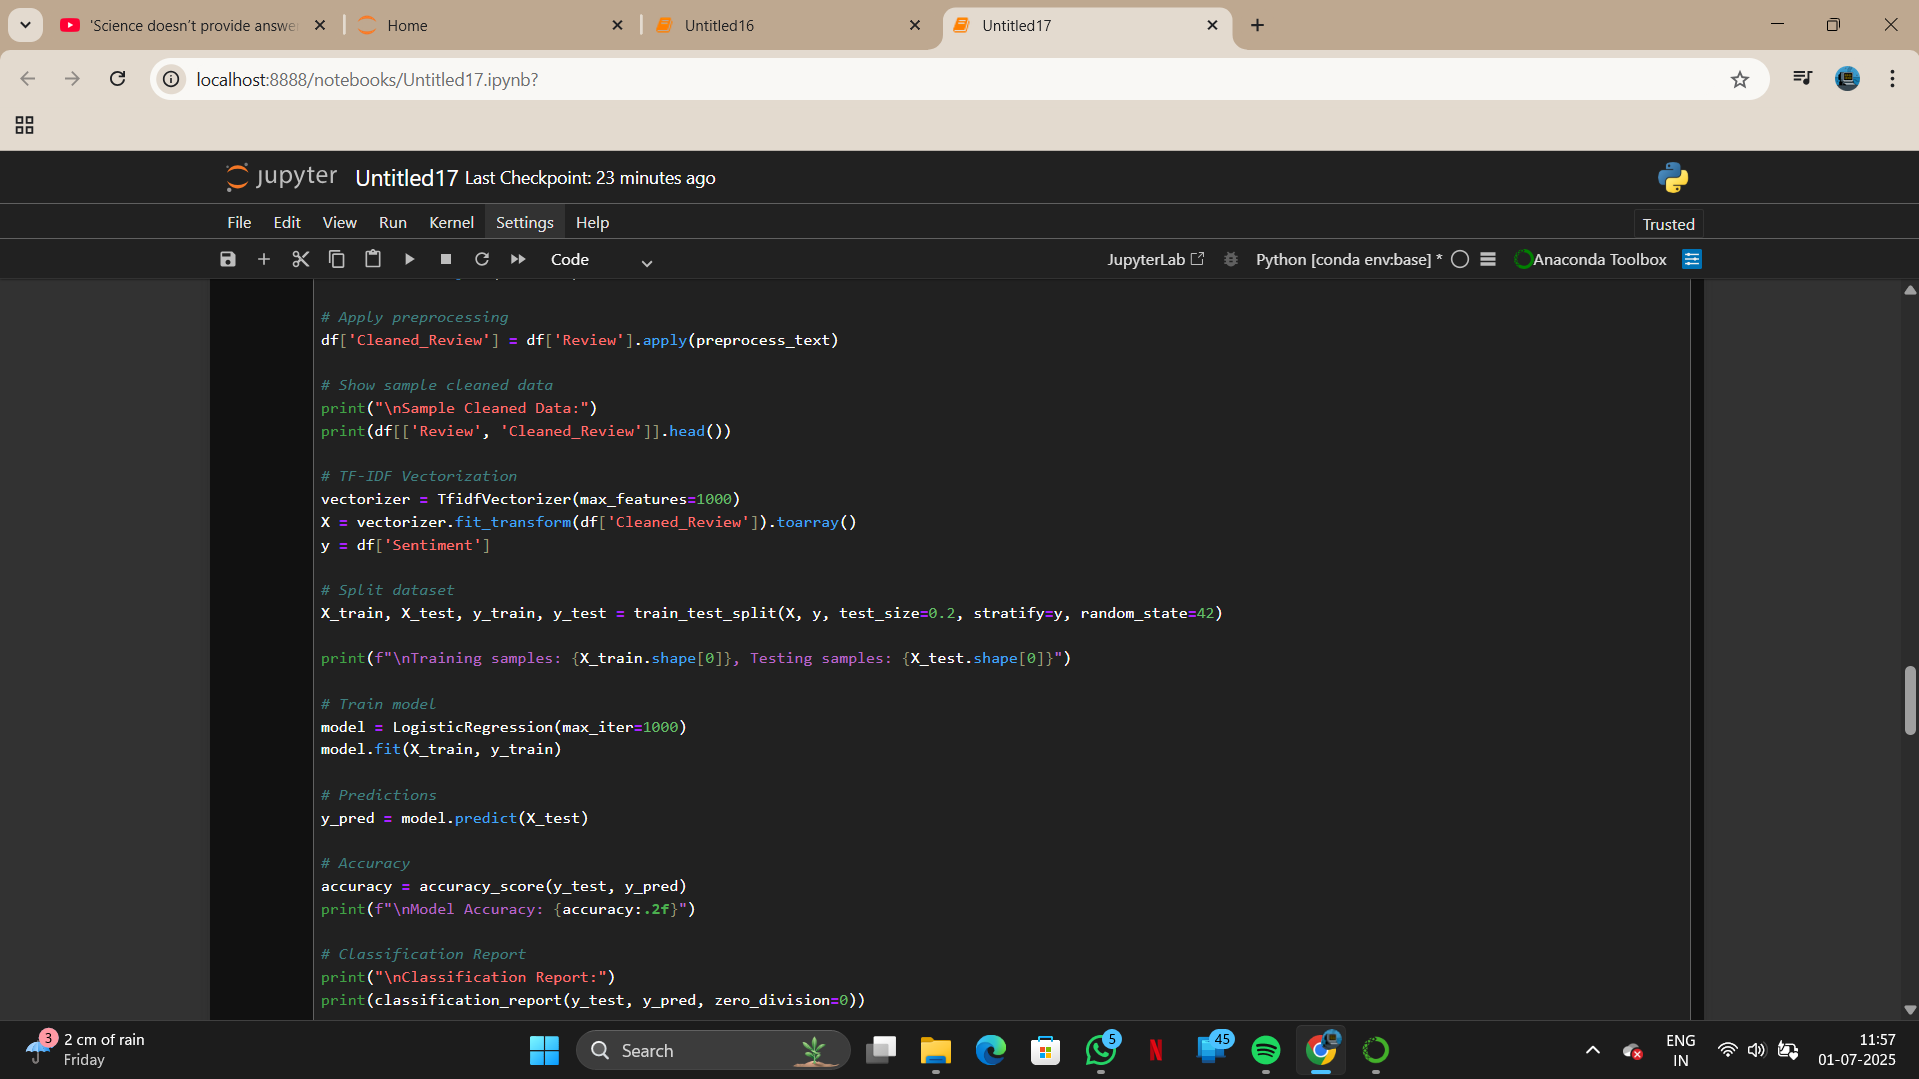 'Science doesn't provide answe
Home
Untitled16
Untitled17
localhost:8888/notebooks/Untitled17.ipynb?
jupyter Untitled17 Last Checkpoint: 23 minutes ago
File Edit View Run Kernel Settings Help
Trusted
Code
JupyterLab
Python [conda env:base] *
Anaconda Toolbox
# Apply preprocessing
df['Cleaned_Review'] = df['Review'].apply(preprocess_text)
# Show sample cleaned data
print("\nSample Cleaned Data:")
print(df[['Review', 'Cleaned_Review']].head())
# TF-IDF Vectorization
vectorizer = TfidfVectorizer(max_features=1000)
X = vectorizer.fit_transform(df['Cleaned_Review']).toarray()
y = df['Sentiment']
# Split dataset
X_train, X_test, y_train, y_test = train_test_split(X, y, test_size=0.2, stratify=y, random_state=42)
print(f"\nTraining samples: {X_train.shape[0]}, Testing samples: {X_test.shape[0]}")
# Train model
model = LogisticRegression(max_iter=1000)
model.fit(X_train, y_train)
# Predictions
y_pred = model.predict(X_test)
# Accuracy
accuracy = accuracy_score(y_test, y_pred)
print(f"\nModel Accuracy: {accuracy:.2f}")
# Classification Report
print("\nClassification Report:")
print(classification_report(y_test, y_pred, zero_division=0))
3
2 cm of rain
Friday
Search
5
N
45
ENG
IN
11:57
01-07-2025